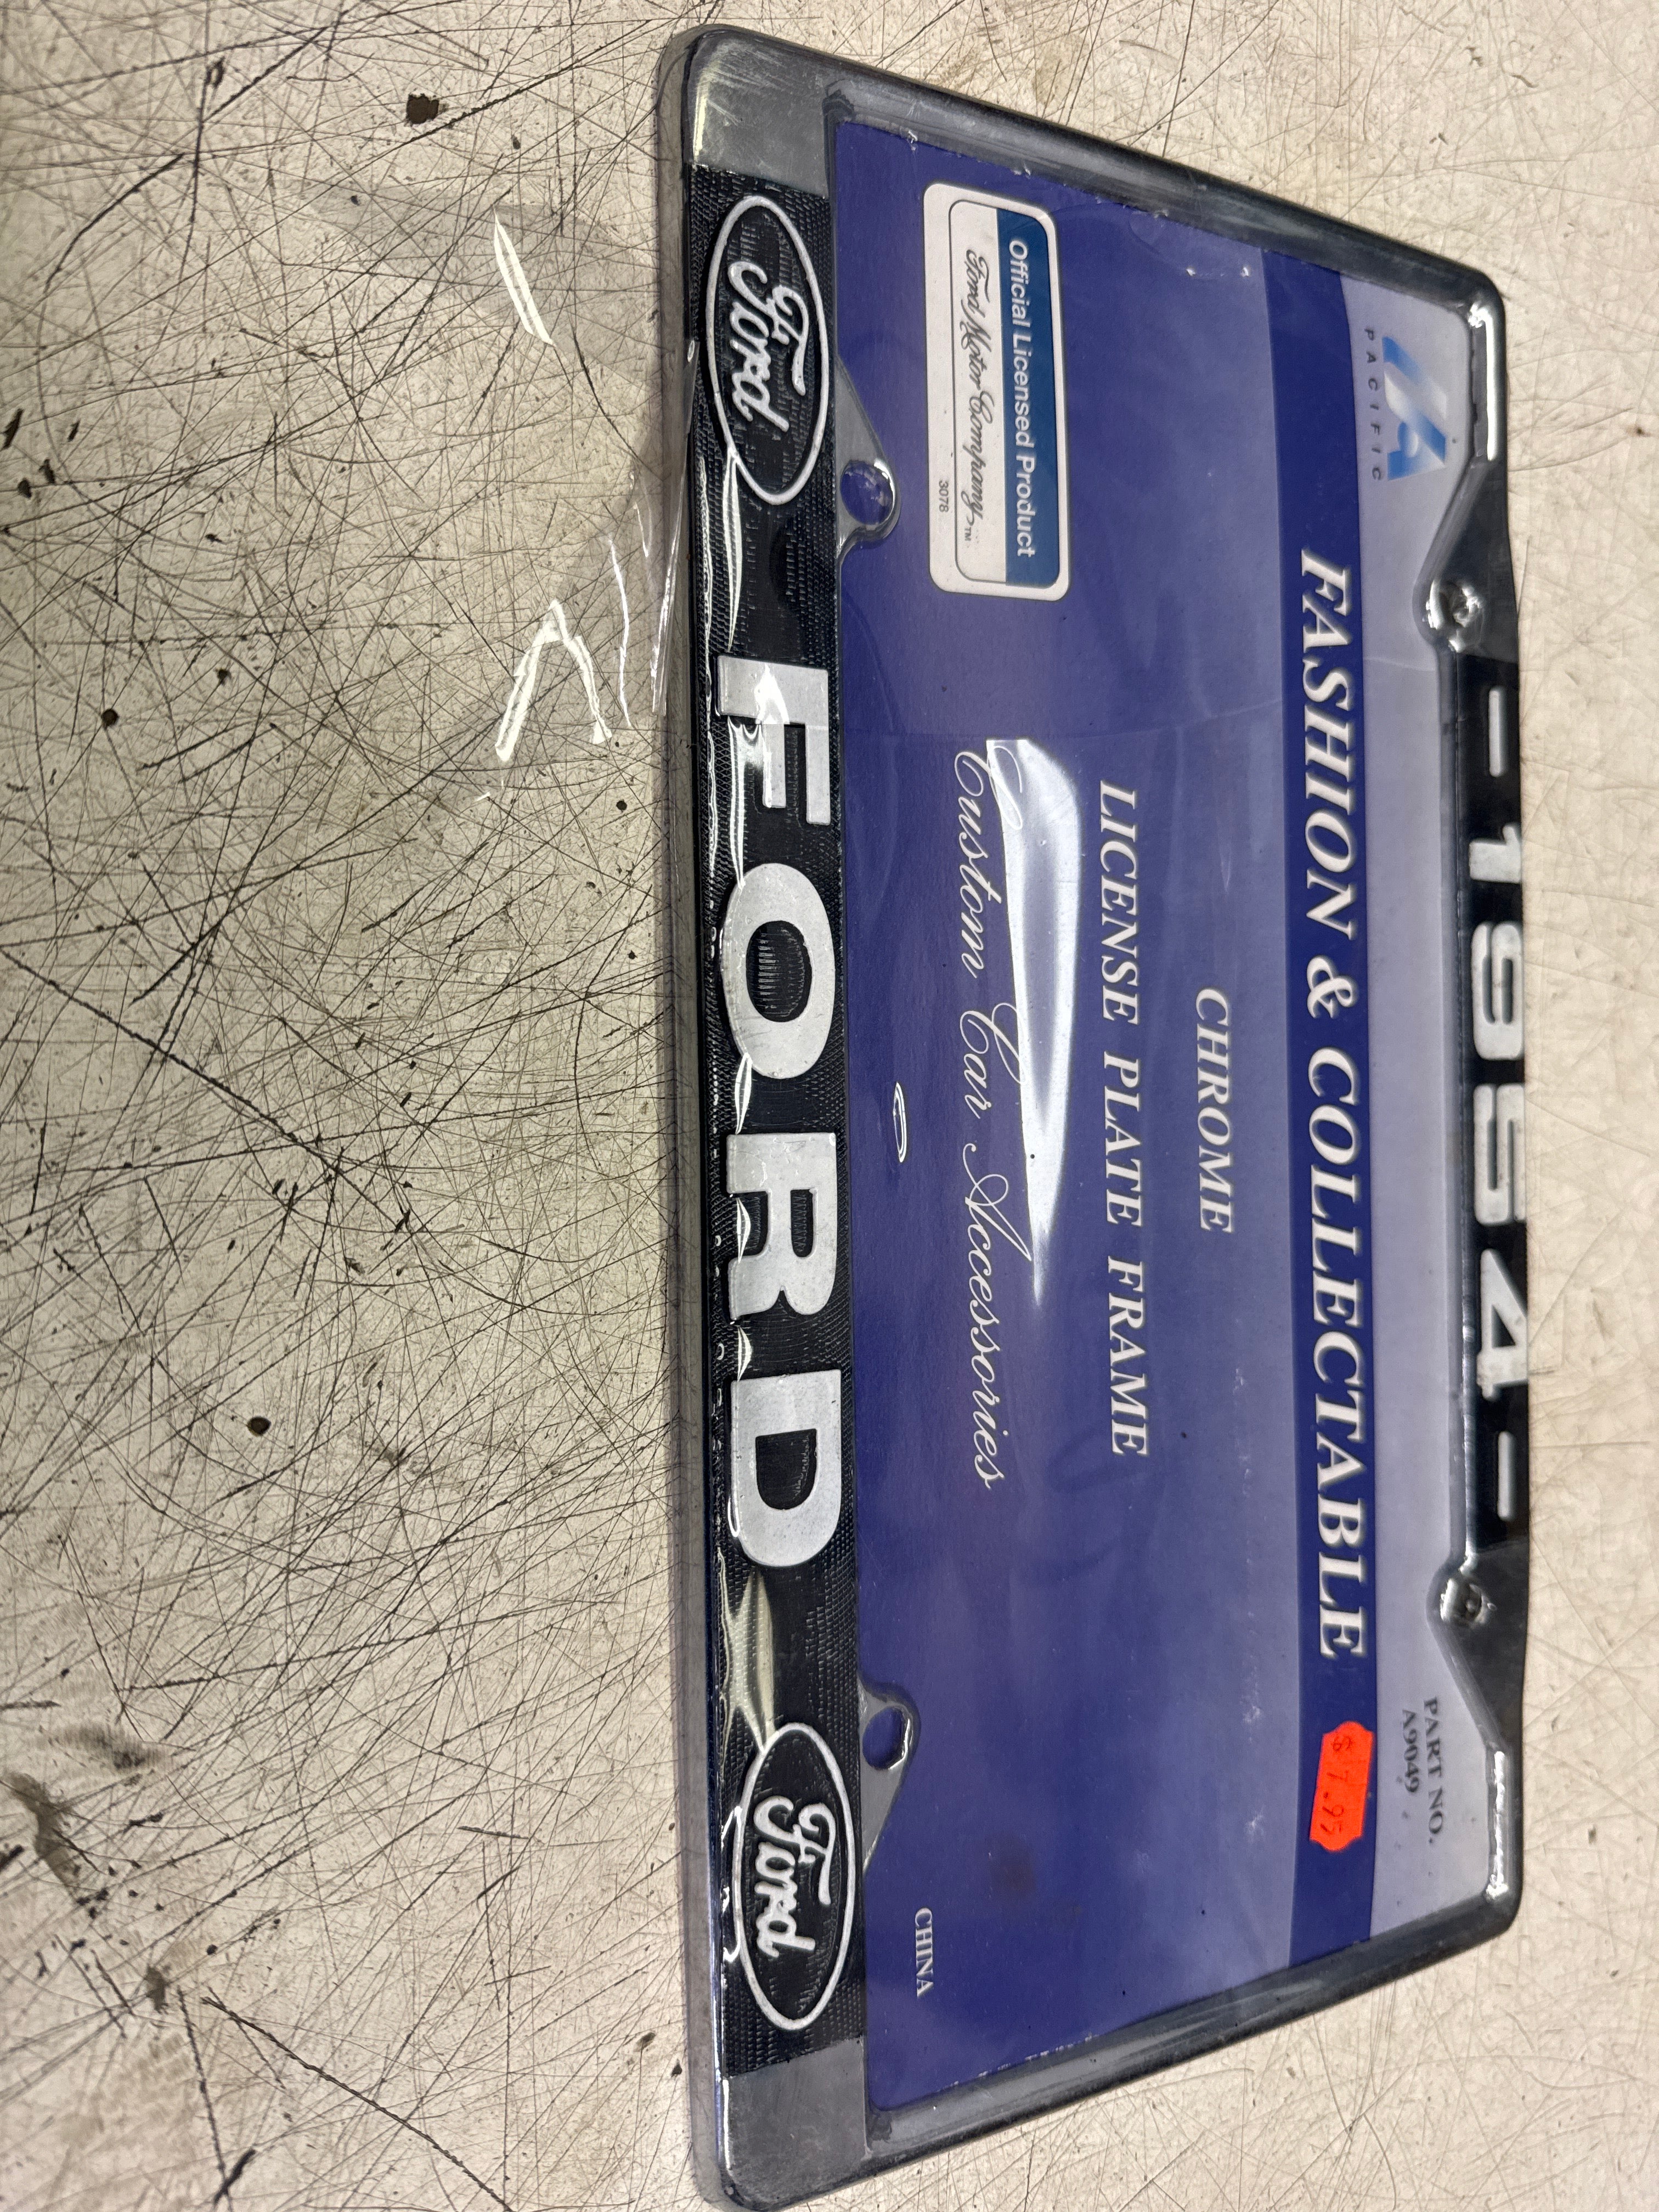 - 1954 -
PACIFIC
PART NO.
A9049
FASHION & COLLECTABLE
$7.95
CHROME
LICENSE PLATE FRAME
Custom Car Accessories
Official Licensed Product
Ford Motor Company™
3078
CHINA
Ford FORD Ford